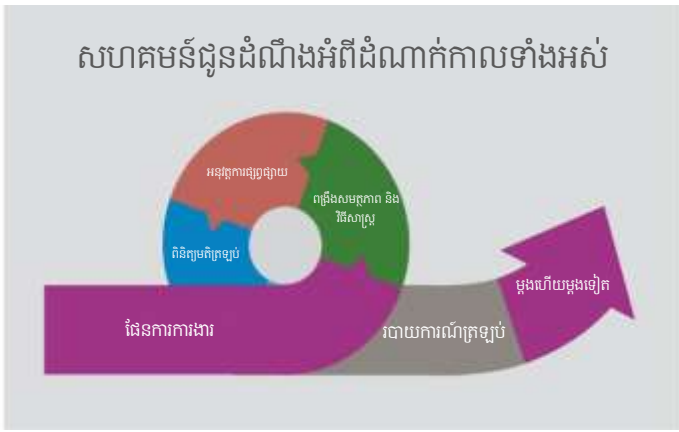 សហគមន៍ជូនដំណឹងអំពីដំណាក់កាលទាំងអស់
អនុវត្តការផ្សព្វផ្សាយ
ពង្រឹងសមត្ថភាព និង
វិធីសាស្ត្រ
ពិនិត្យមតិត្រឡប់
ផែនការការងារ
របាយការណ៍ត្រឡប់
ម្តងហើយម្តងទៀត